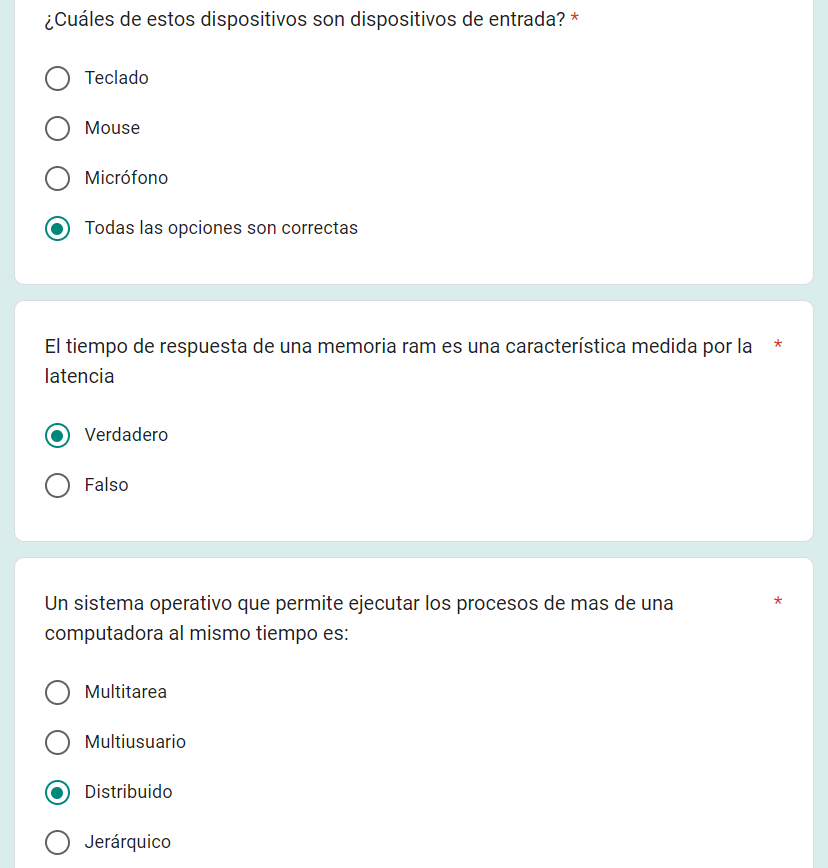 ¿Cuáles de estos dispositivos son dispositivos de entrada? *
Teclado
Mouse
Micrófono
Todas las opciones son correctas
El tiempo de respuesta de una memoria ram es una característica medida por la *
latencia
Verdadero
Falso
Un sistema operativo que permite ejecutar los procesos de mas de una *
computadora al mismo tiempo es:
Multitarea
Multiusuario
Distribuido
Jerárquico